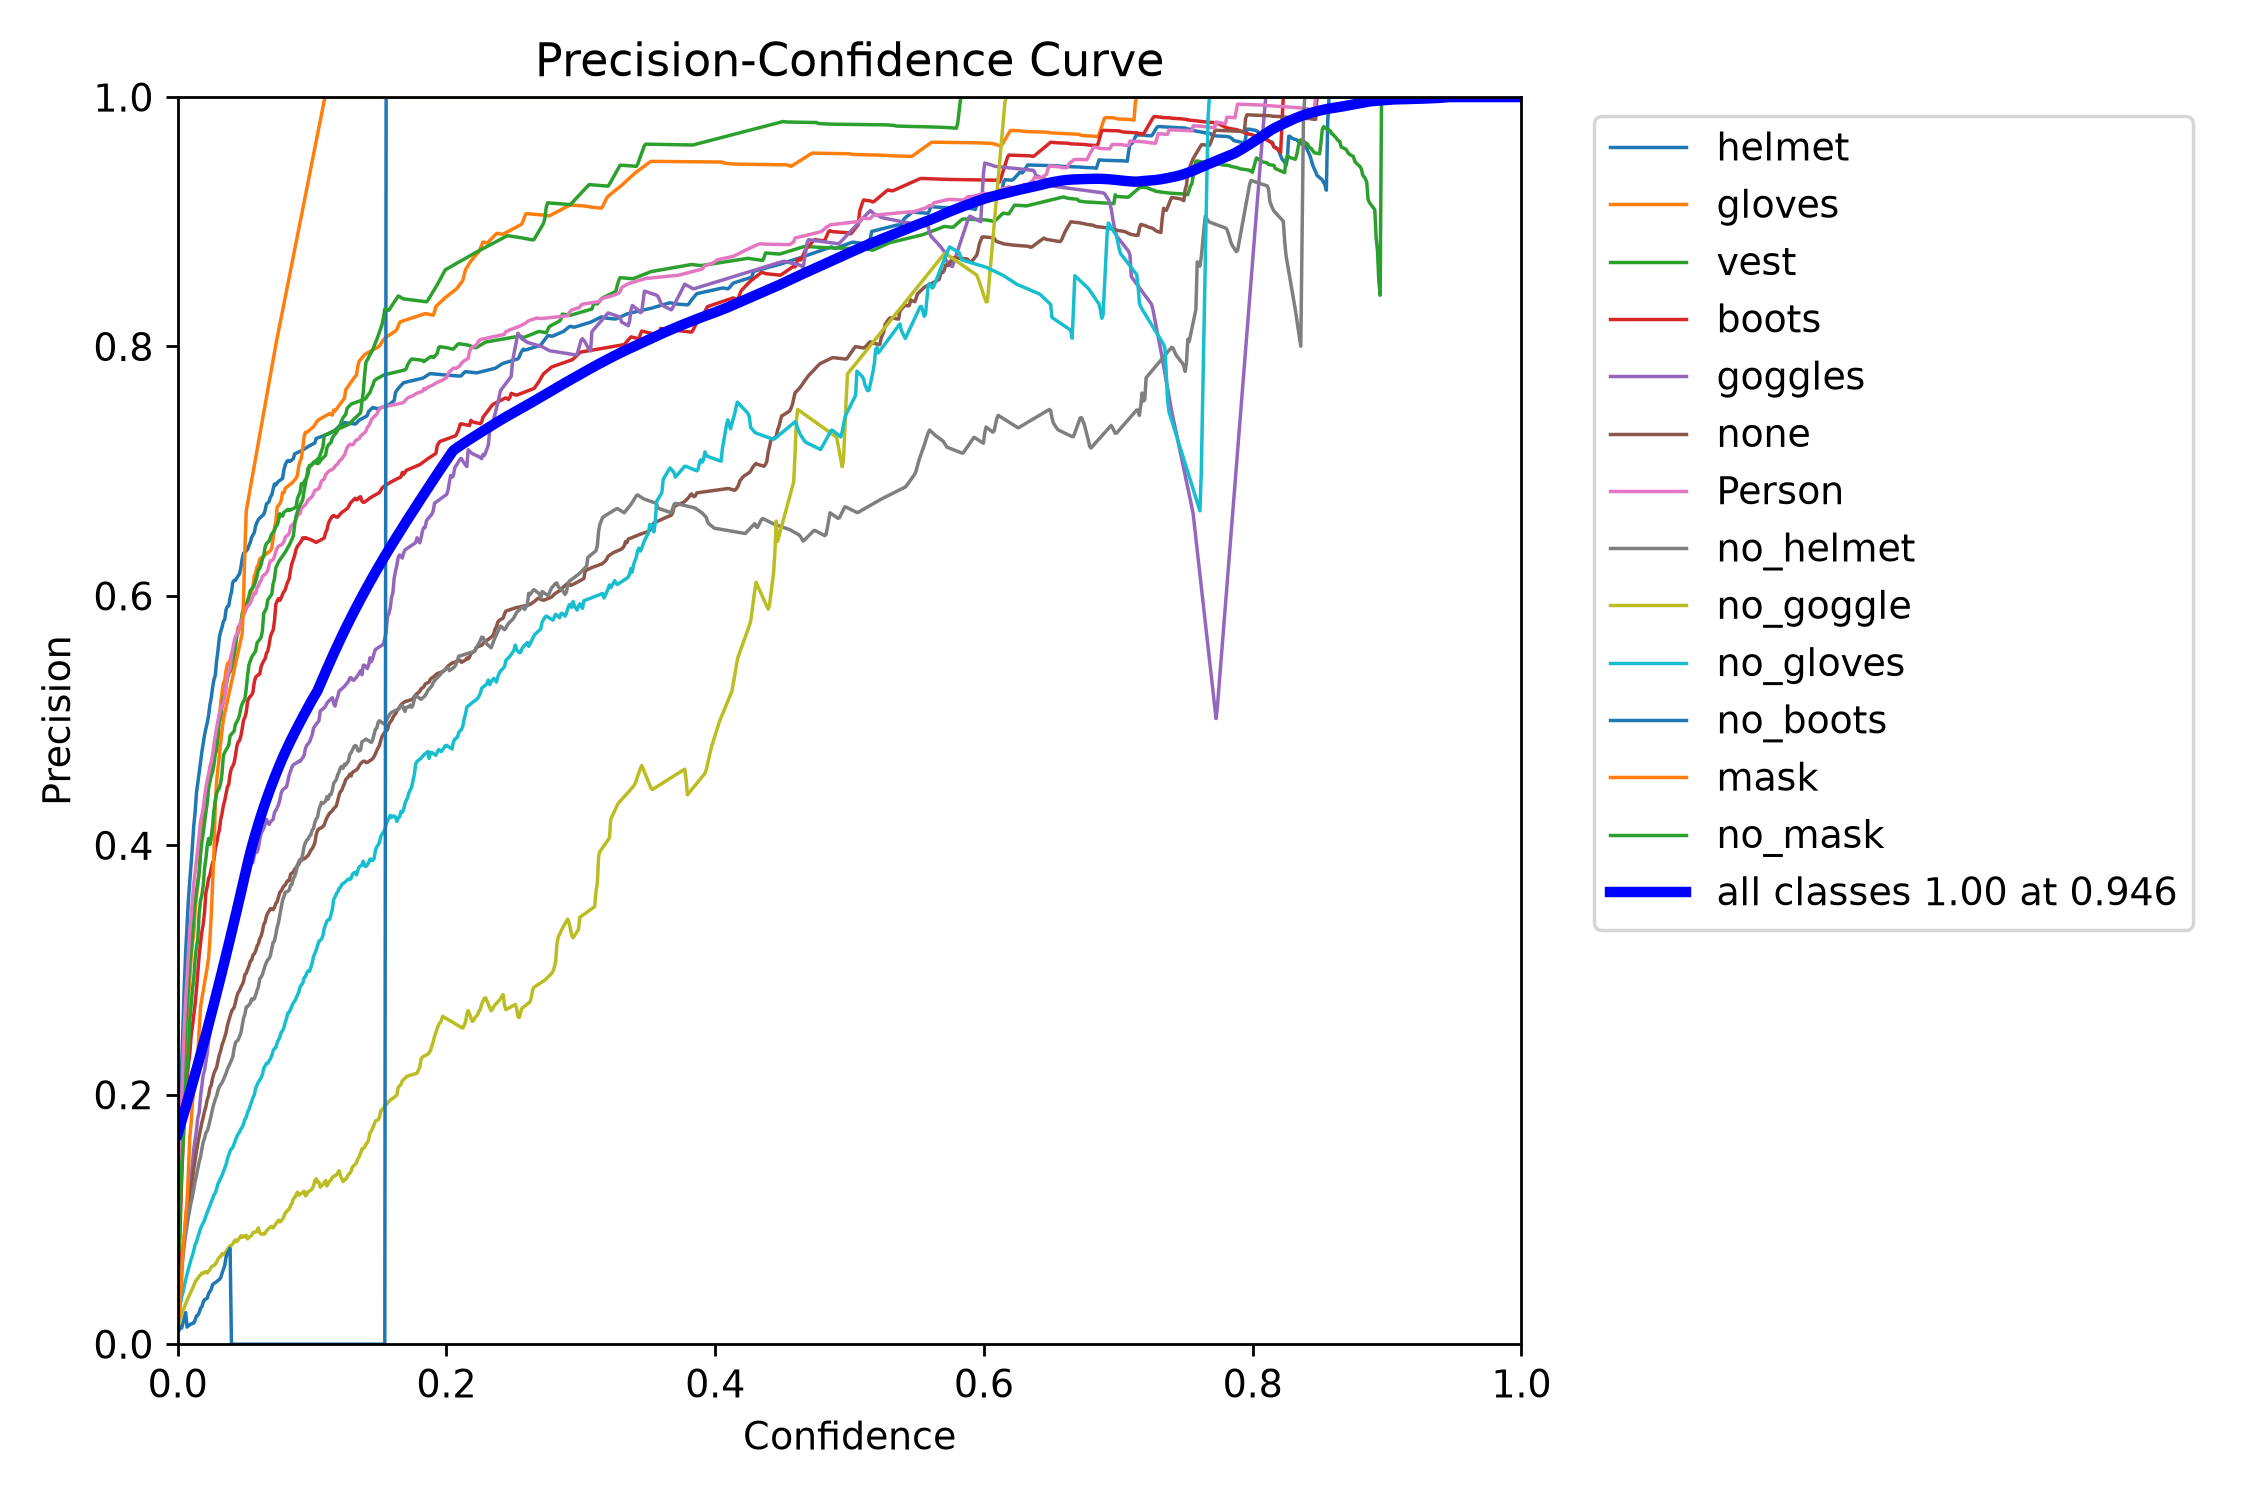 Precision-Confidence Curve
1.0
0.8
0.6
0.4
0.2
0.0
Precision
0.0 0.2 0.4 0.6 0.8 1.0
Confidence
helmet
gloves
vest
boots
goggles
none
Person
no_helmet
no_goggle
no_gloves
no_boots
mask
no_mask
all classes 1.00 at 0.946